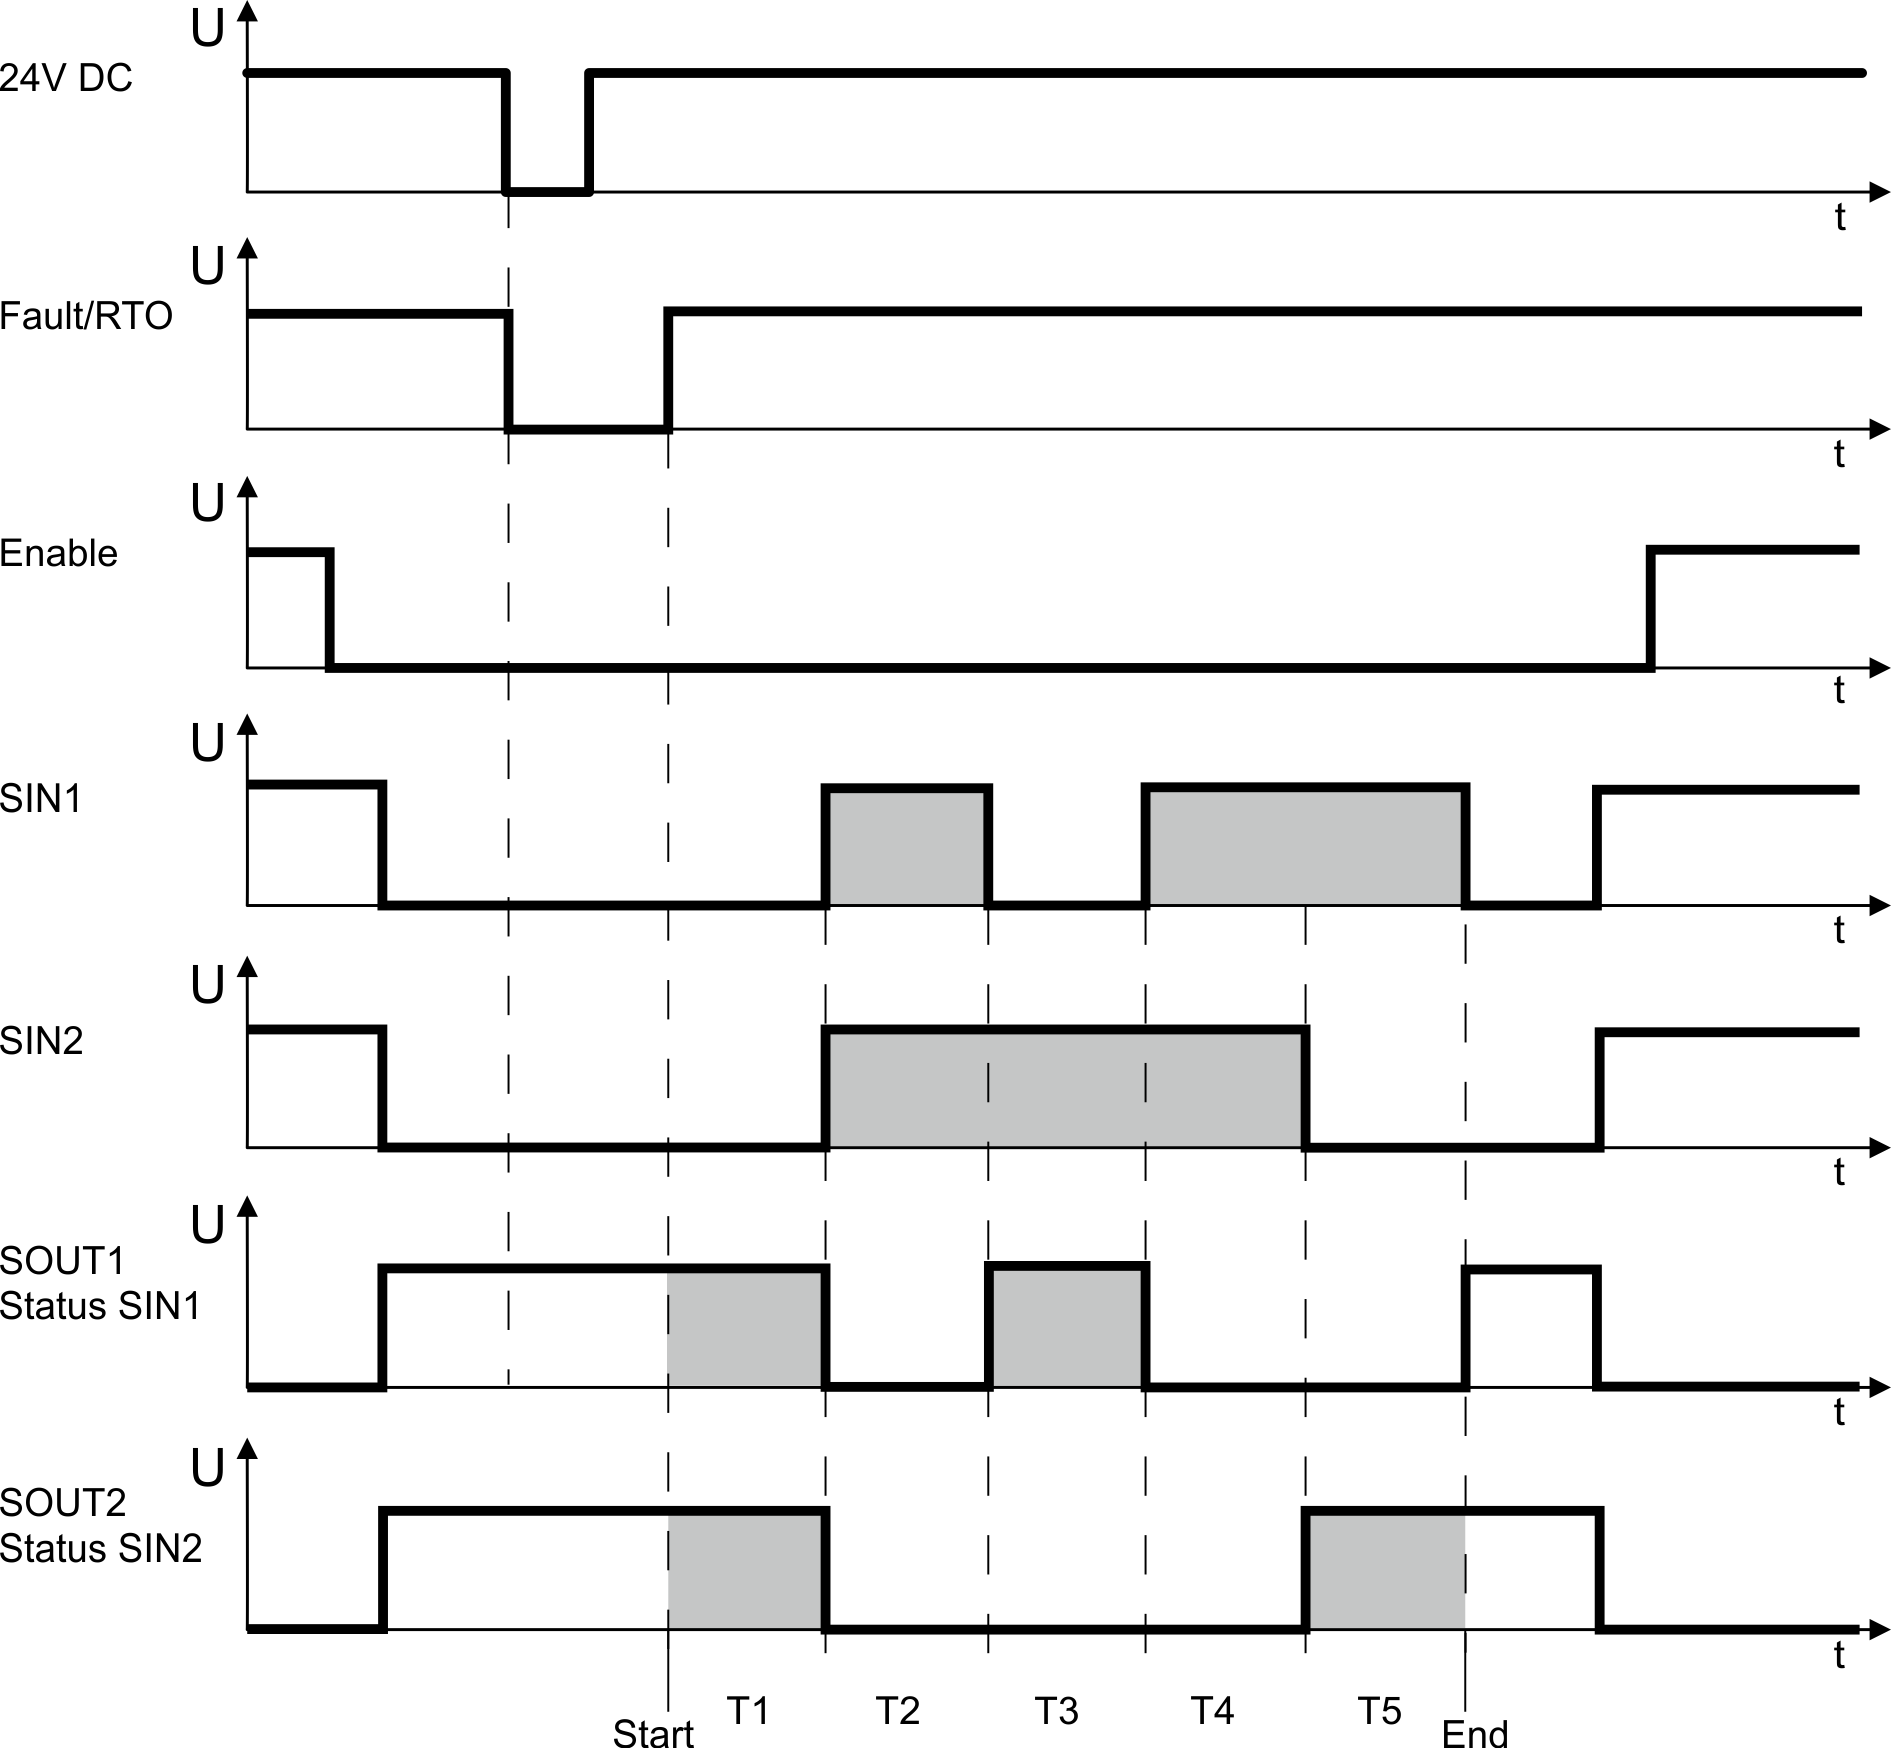 U
24V DC
t
U
Fault/RTO
t
U
Enable
t
U
SIN1
t
U
SIN2
t
U
SOUT1
Status SIN1
t
U
SOUT2
Status SIN2
t
T1 T2 T3 T4 T5
Start End